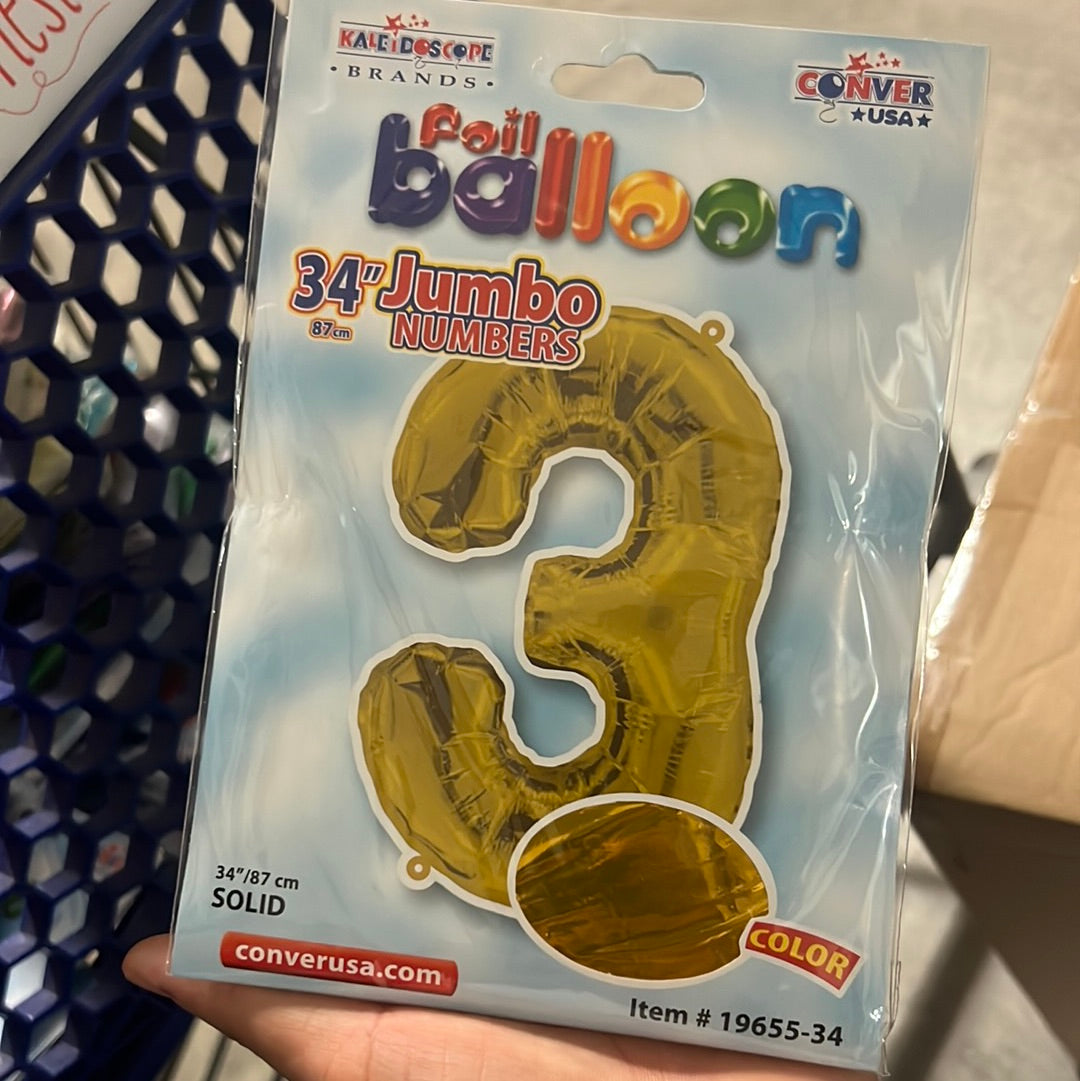 KALEIDOSCOPE
• BRANDS •
CONVER
★USA★
Foil
balloon
34" Jumbo
87cm NUMBERS
3
34"/87 cm
SOLID
converusa.com
COLOR
Item # 19655-34